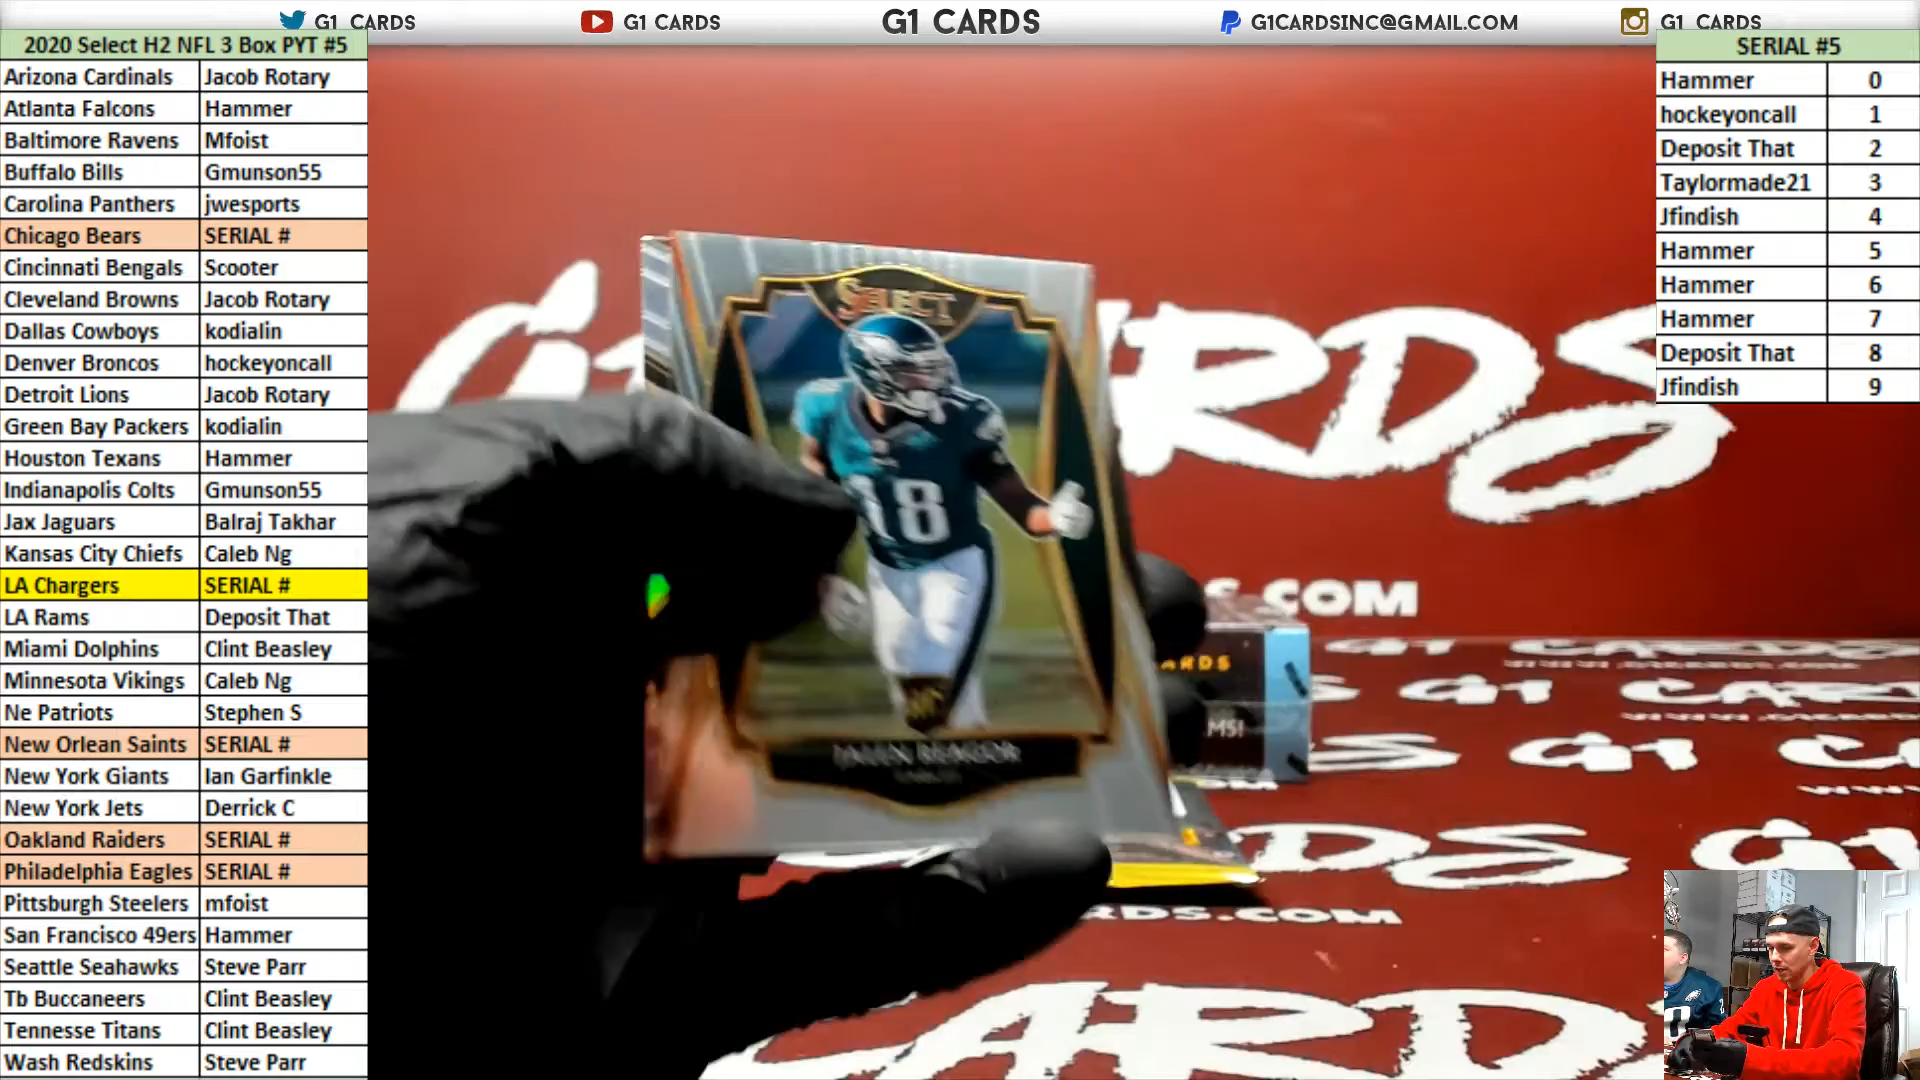 G1 CARDS
G1 CARDS
G1 CARDS
G1CARDSINC@GMAIL.COM
G1 CARDS
2020 Select H2 NFL 3 Box PYT #5
Arizona Cardinals Jacob Rotary
Atlanta Falcons Hammer
Baltimore Ravens Mfoist
Buffalo Bills Gmunson55
Carolina Panthers jwesports
Chicago Bears SERIAL #
Cincinnati Bengals Scooter
Cleveland Browns Jacob Rotary
Dallas Cowboys kodialin
Denver Broncos hockeyoncall
Detroit Lions Jacob Rotary
Green Bay Packers kodialin
Houston Texans Hammer
Indianapolis Colts Gmunson55
Jax Jaguars Balraj Takhar
Kansas City Chiefs Caleb Ng
LA Chargers SERIAL #
LA Rams Deposit That
Miami Dolphins Clint Beasley
Minnesota Vikings Caleb Ng
Ne Patriots Stephen S
New Orlean Saints SERIAL #
New York Giants Ian Garfinkle
New York Jets Derrick C
Oakland Raiders SERIAL #
Philadelphia Eagles SERIAL #
Pittsburgh Steelers mfoist
San Francisco 49ers Hammer
Seattle Seahawks Steve Parr
Tb Buccaneers Clint Beasley
Tennesse Titans Clint Beasley
Wash Redskins Steve Parr
SERIAL #5
Hammer 0
hockeyoncall 1
Deposit That 2
Taylormade21 3
Jfindish 4
Hammer 5
Hammer 6
Hammer 7
Deposit That 8
Jfindish 9
SELECT
18
JALEN REAGOR